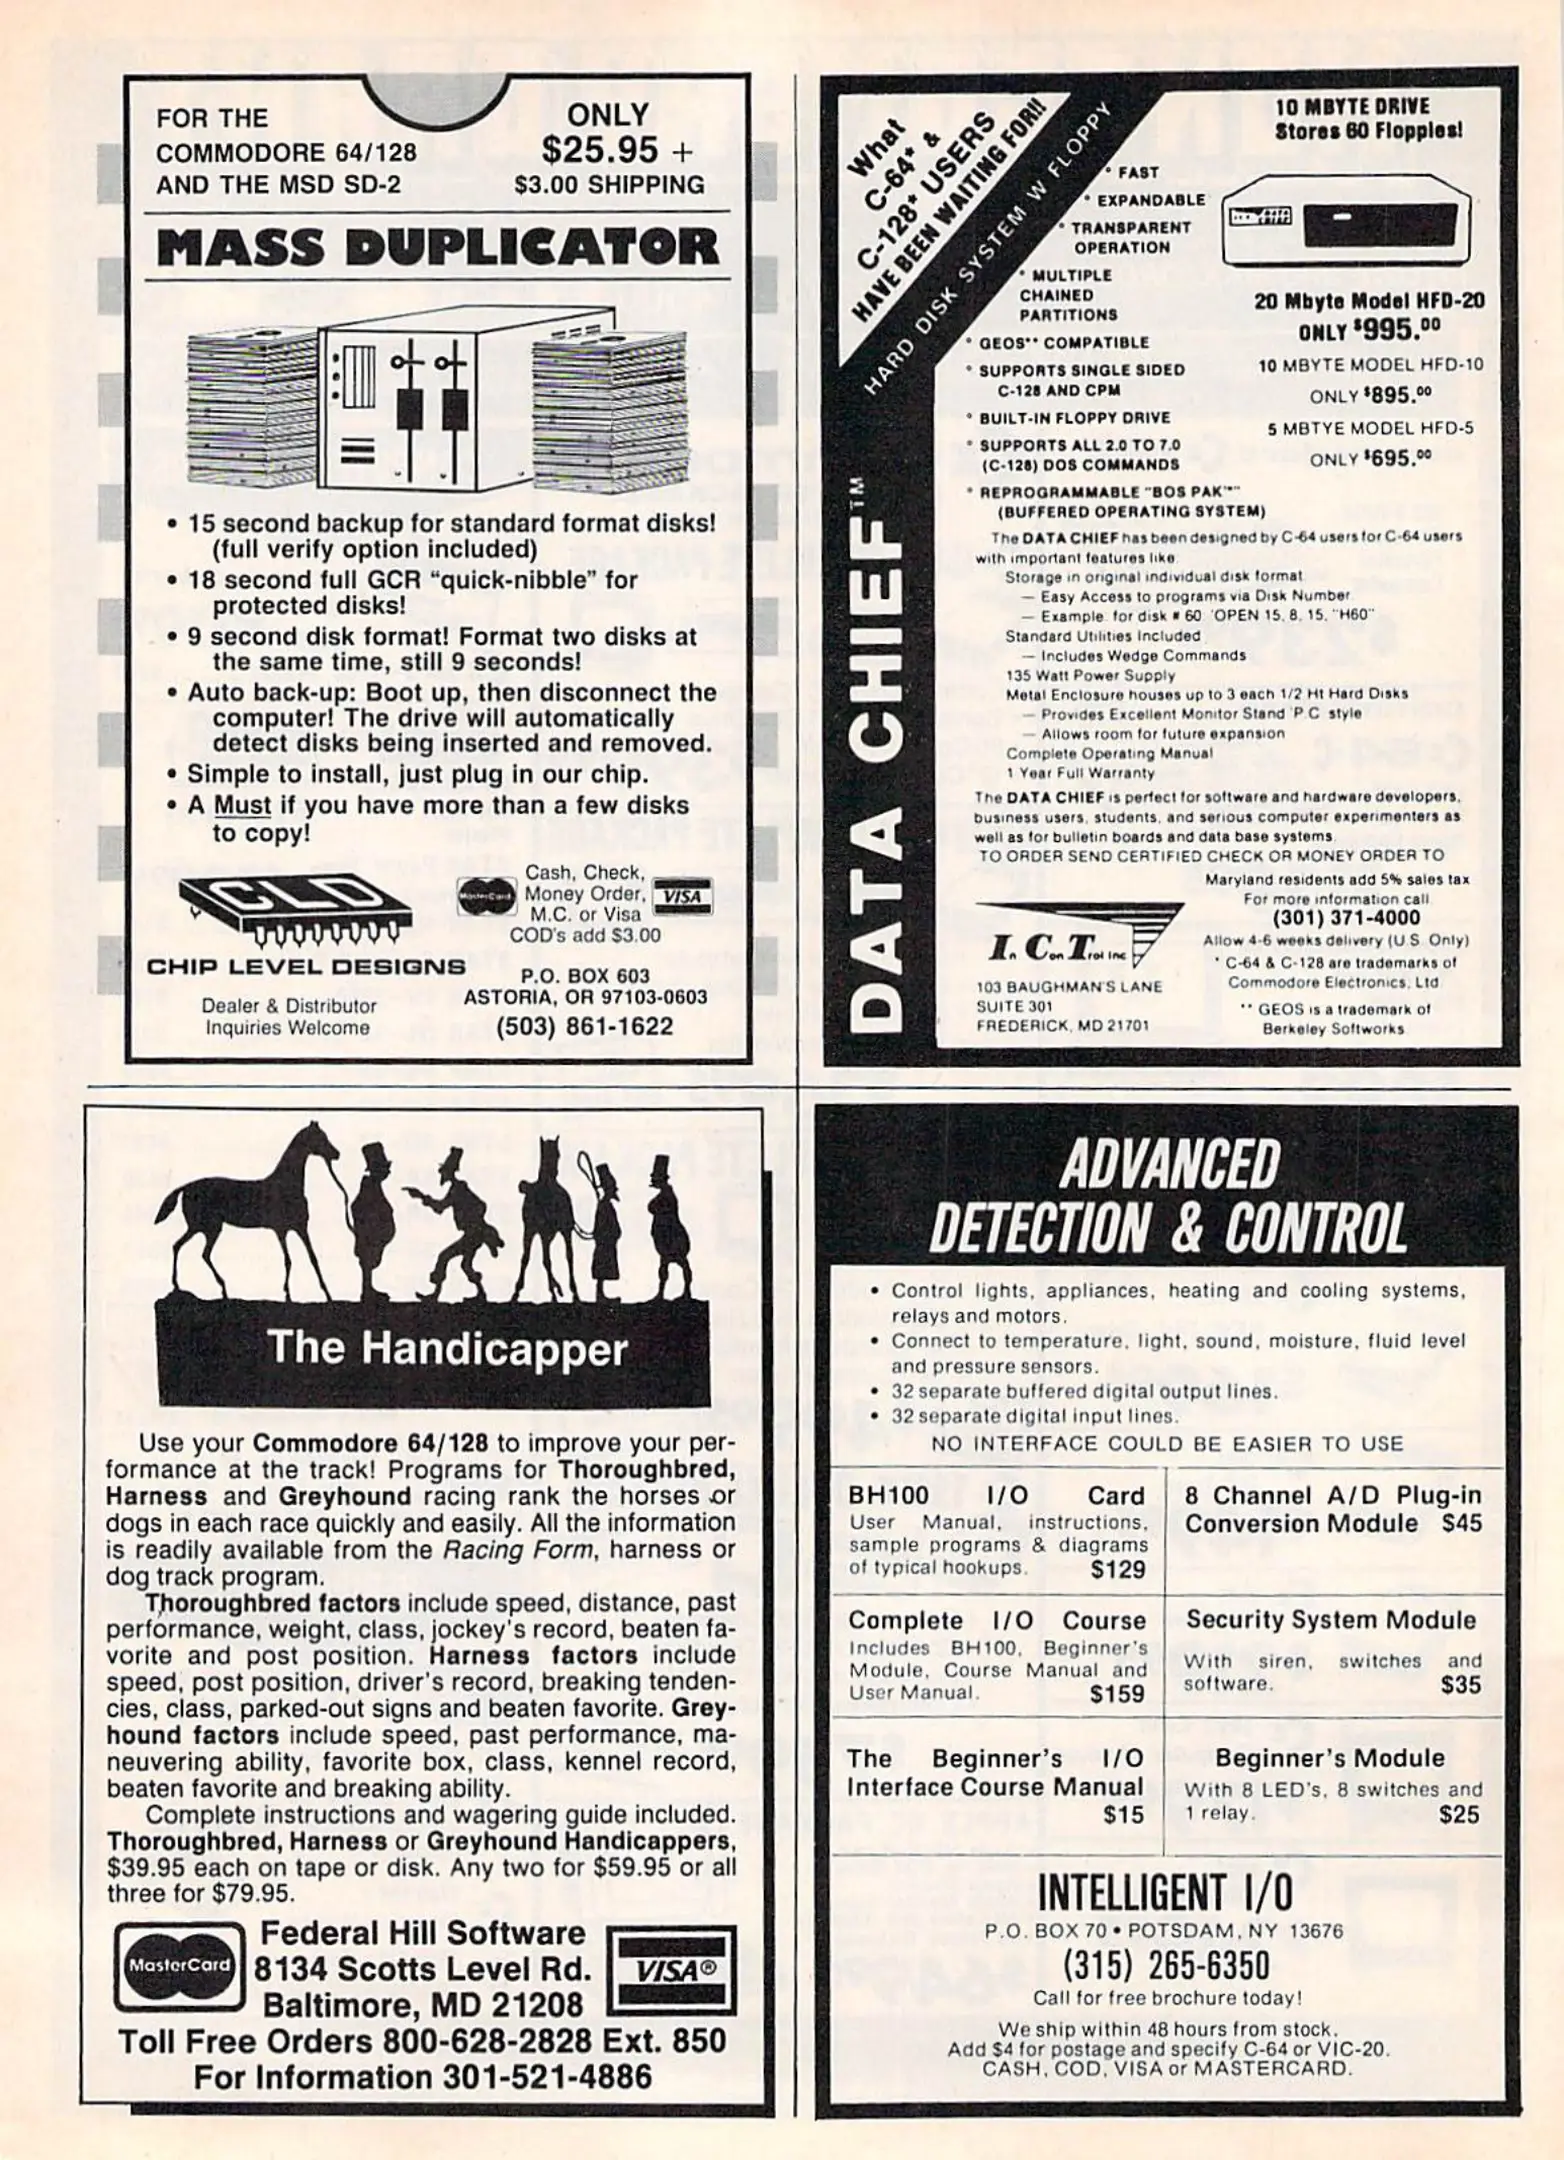 FOR THE
COMMODORE 64/128
AND THE MSD SD-2
ONLY
$25.95 +
$3.00 SHIPPING
MASS DUPLICATOR
• 15 second backup for standard format disks!
(full verify option included)
• 18 second full GCR “quick-nibble” for
protected disks!
• 9 second disk format! Format two disks at
the same time, still 9 seconds!
• Auto back-up: Boot up, then disconnect the
computer! The drive will automatically
detect disks being inserted and removed.
• Simple to install, just plug in our chip.
• A Must if you have more than a few disks
to copy!
CLD
CHIP LEVEL DESIGNS
Dealer & Distributor
Inquiries Welcome
MasterCard
Cash, Check,
Money Order,
M.C. or Visa
COD's add $3.00
VISA
P.O. BOX 603
ASTORIA, OR 97103-0603
(503) 861-1622
What
C-64* &
C-128* USERS
HAVE BEEN WAITING FOR!!
HARD DISK SYSTEM W FLOPPY
DATA CHIEF™
10 MBYTE DRIVE
Stores 60 Flopples!
° FAST
° EXPANDABLE
° TRANSPARENT
OPERATION
° MULTIPLE
CHAINED
PARTITIONS
° GEOS** COMPATIBLE
° SUPPORTS SINGLE SIDED
C-128 AND CPM
° BUILT-IN FLOPPY DRIVE
° SUPPORTS ALL 2.0 TO 7.0
(C-128) DOS COMMANDS
° REPROGRAMMABLE "BOS PAK'*"
(BUFFERED OPERATING SYSTEM)
20 Mbyte Model HFD-20
ONLY $995.00
10 MBYTE MODEL HFD-10
ONLY $895.00
5 MBTYE MODEL HFD-5
ONLY $695.00
The DATA CHIEF has been designed by C-64 users for C-64 users
with important features like
Storage in original individual disk format
— Easy Access to programs via Disk Number
— Example: for disk # 60 'OPEN 15, 8, 15, "H60"
Standard Utilities Included
— Includes Wedge Commands
135 Watt Power Supply
Metal Enclosure houses up to 3 each 1/2 Ht Hard Disks
— Provides Excellent Monitor Stand 'P.C. style
— Allows room for future expansion
Complete Operating Manual
1 Year Full Warranty
The DATA CHIEF is perfect for software and hardware developers,
business users, students, and serious computer experimenters as
well as for bulletin boards and data base systems.
TO ORDER SEND CERTIFIED CHECK OR MONEY ORDER TO
In Con Trol Inc
103 BAUGHMAN'S LANE
SUITE 301
FREDERICK, MD 21701
Maryland residents add 5% sales tax
For more information call
(301) 371-4000
Allow 4-6 weeks delivery (U.S. Only)
* C-64 & C-128 are trademarks of
Commodore Electronics, Ltd.
** GEOS is a trademark of
Berkeley Softworks
The Handicapper
Use your Commodore 64/128 to improve your per-
formance at the track! Programs for Thoroughbred,
Harness and Greyhound racing rank the horses or
dogs in each race quickly and easily. All the information
is readily available from the Racing Form, harness or
dog track program.
Thoroughbred factors include speed, distance, past
performance, weight, class, jockey's record, beaten fa-
vorite and post position. Harness factors include
speed, post position, driver's record, breaking tenden-
cies, class, parked-out signs and beaten favorite. Grey-
hound factors include speed, past performance, ma-
neuvering ability, favorite box, class, kennel record,
beaten favorite and breaking ability.
Complete instructions and wagering guide included.
Thoroughbred, Harness or Greyhound Handicappers,
$39.95 each on tape or disk. Any two for $59.95 or all
three for $79.95.
MasterCard
Federal Hill Software
8134 Scotts Level Rd.
Baltimore, MD 21208
VISA®
Toll Free Orders 800-628-2828 Ext. 850
For Information 301-521-4886
ADVANCED
DETECTION & CONTROL
• Control lights, appliances, heating and cooling systems,
relays and motors.
• Connect to temperature, light, sound, moisture, fluid level
and pressure sensors.
• 32 separate buffered digital output lines.
• 32 separate digital input lines.
NO INTERFACE COULD BE EASIER TO USE
BH100 I/O Card
User Manual, instructions,
sample programs & diagrams
of typical hookups. $129
8 Channel A/D Plug-in
Conversion Module $45
Complete I/O Course
Includes BH100, Beginner's
Module, Course Manual and
User Manual. $159
Security System Module
With siren, switches and
software. $35
The Beginner's I/O
Interface Course Manual
$15
Beginner's Module
With 8 LED's, 8 switches and
1 relay. $25
INTELLIGENT I/O
P.O. BOX 70 • POTSDAM, NY 13676
(315) 265-6350
Call for free brochure today!
We ship within 48 hours from stock.
Add $4 for postage and specify C-64 or VIC-20.
CASH, COD, VISA or MASTERCARD.